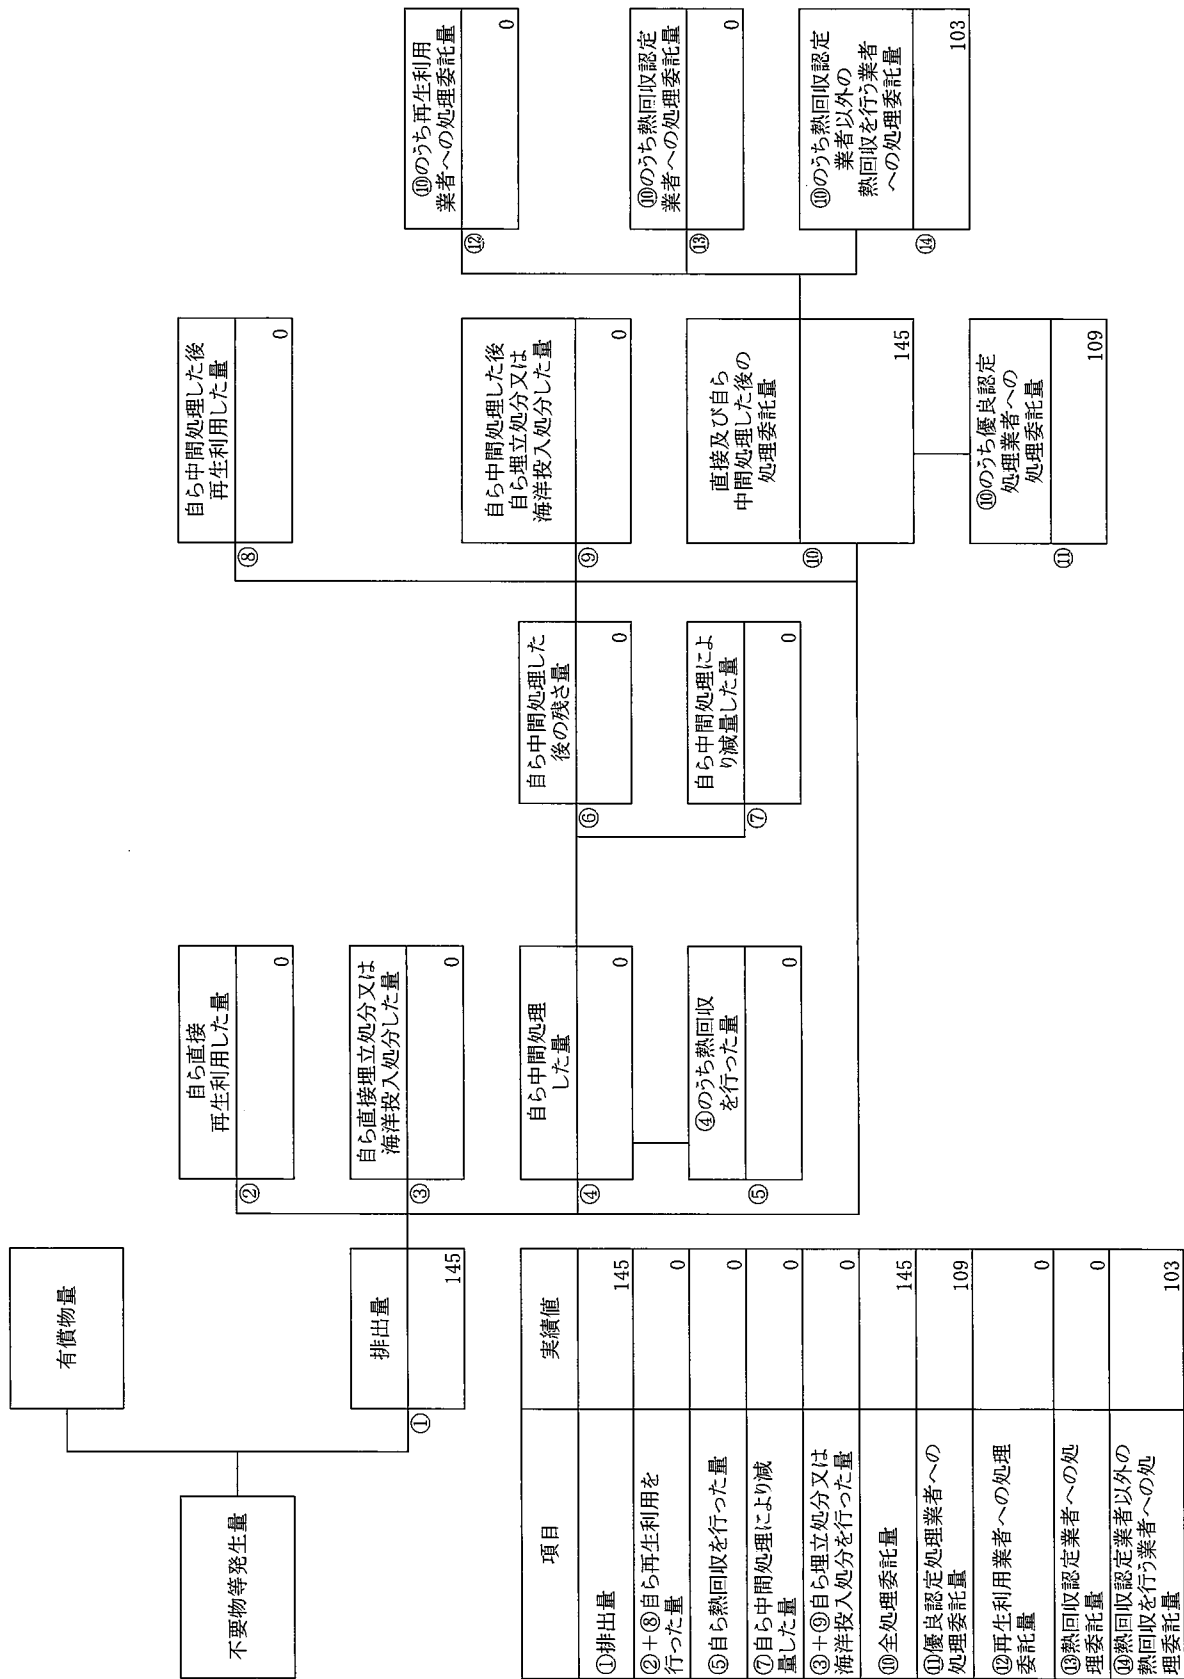 不要物等発生量
有償物量
排出量
①
145
自ら直接
再生利用した量
②
0
自ら直接埋立処分又は
海洋投入処分した量
③
0
自ら中間処理
した量
④
0
④のうち熱回収
を行った量
⑤
0
自ら中間処理した
後の残さ量
⑥
0
自ら中間処理によ
り減量した量
⑦
0
自ら中間処理した後
再生利用した量
⑧
0
自ら中間処理した後
自ら埋立処分又は
海洋投入処分した量
⑨
0
直接及び自ら
中間処理した後の
処理委託量
⑩
145
⑩のうち優良認定
処理業者への
処理委託量
⑪
109
⑩のうち再生利用
業者への処理委託量
⑫
0
⑩のうち熱回収認定
業者への処理委託量
⑬
0
⑩のうち熱回収認定
業者以外の
熱回収を行う業者
への処理委託量
⑭
103
項目
実績値
①排出量
145
②+⑧自ら再生利用を
行った量
0
⑤自ら熱回収を行った量
0
⑦自ら中間処理により減
量した量
0
③+⑨自ら埋立処分又は
海洋投入処分を行った量
0
⑩全処理委託量
145
⑪優良認定処理業者への
処理委託量
109
⑫再生利用業者への処理
委託量
0
⑬熱回収認定業者への処
理委託量
0
⑭熱回収認定業者以外の
熱回収を行う業者への処
理委託量
103